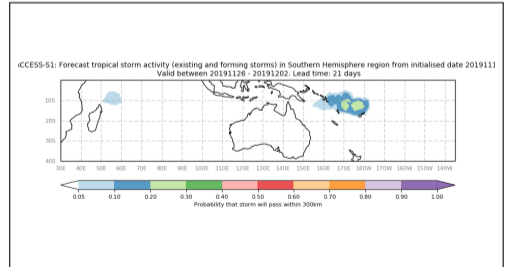 ACCESS-S1: Forecast tropical storm activity (existing and forming storms) in Southern Hemisphere region from initialised date 201911
Valid between 20191126 - 20191202. Lead time: 21 days
10S
20S
30S
40S
30E 40E 50E 60E 70E 80E 90E 100E 110E 120E 130E 140E 150E 160E 170E 180E 170W 160W 150W 140W
0.05 0.10 0.20 0.30 0.40 0.50 0.60 0.70 0.80 0.90 1.00
Probability that storm will pass within 300km